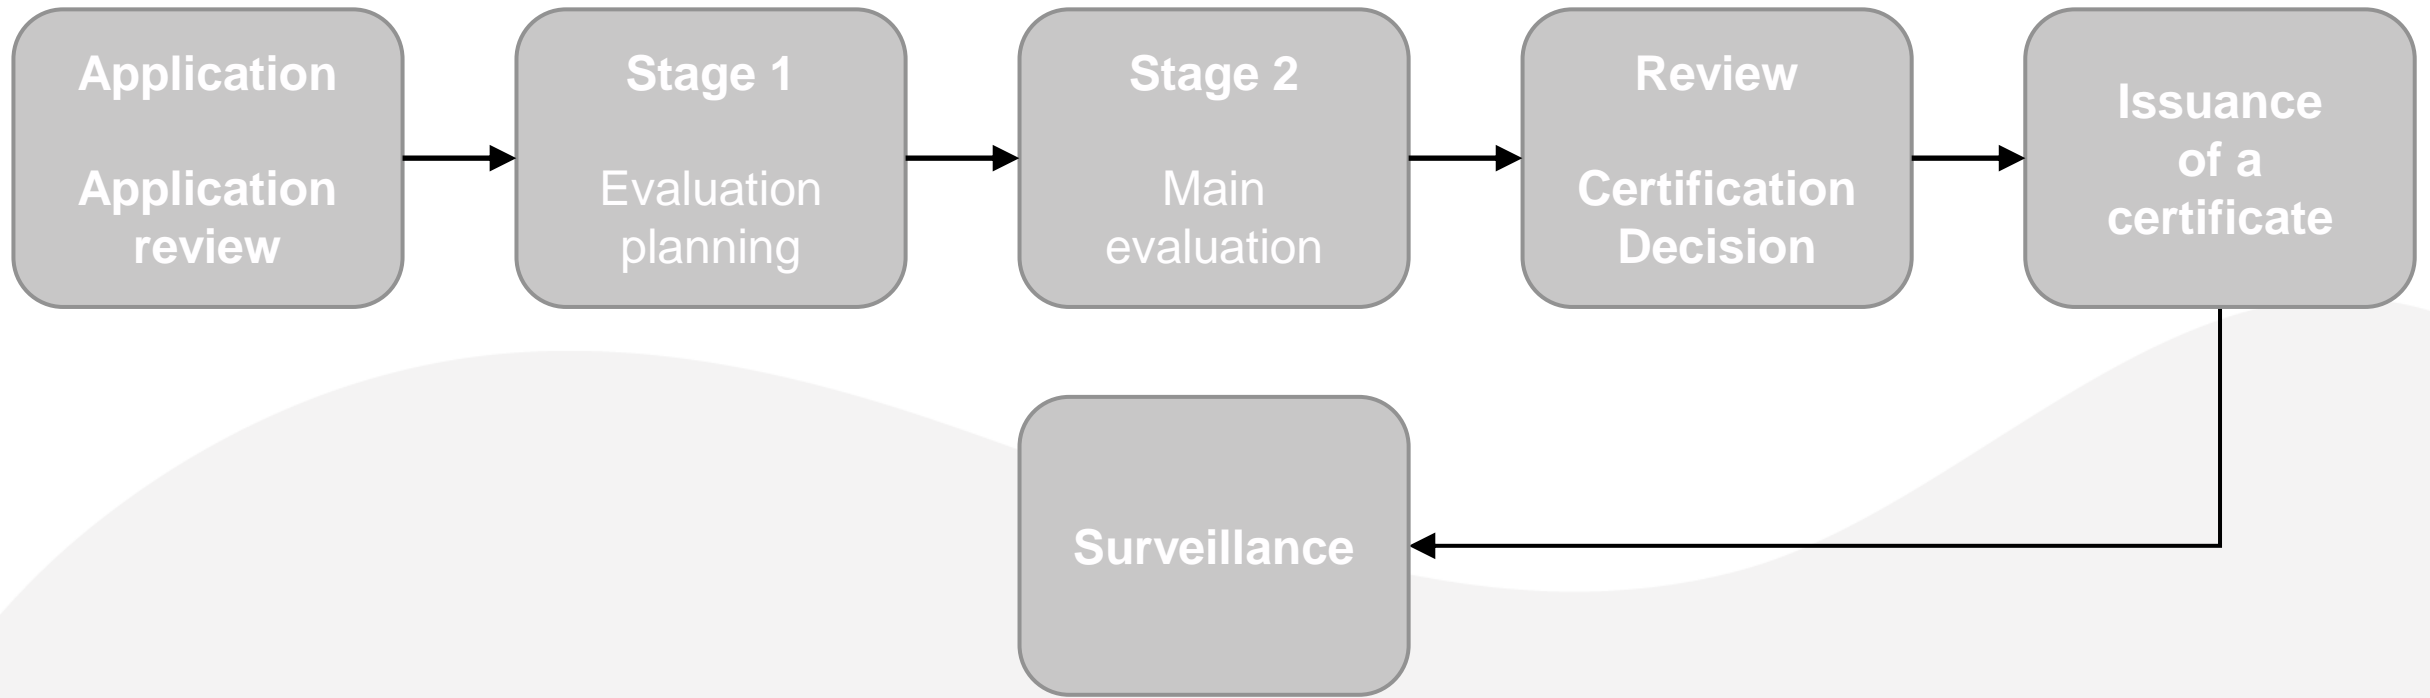 Application
Application
review
Stage 1
Evaluation
planning
Stage 2
Main
evaluation
Review
Certification
Decision
Issuance
of a
certificate
Surveillance